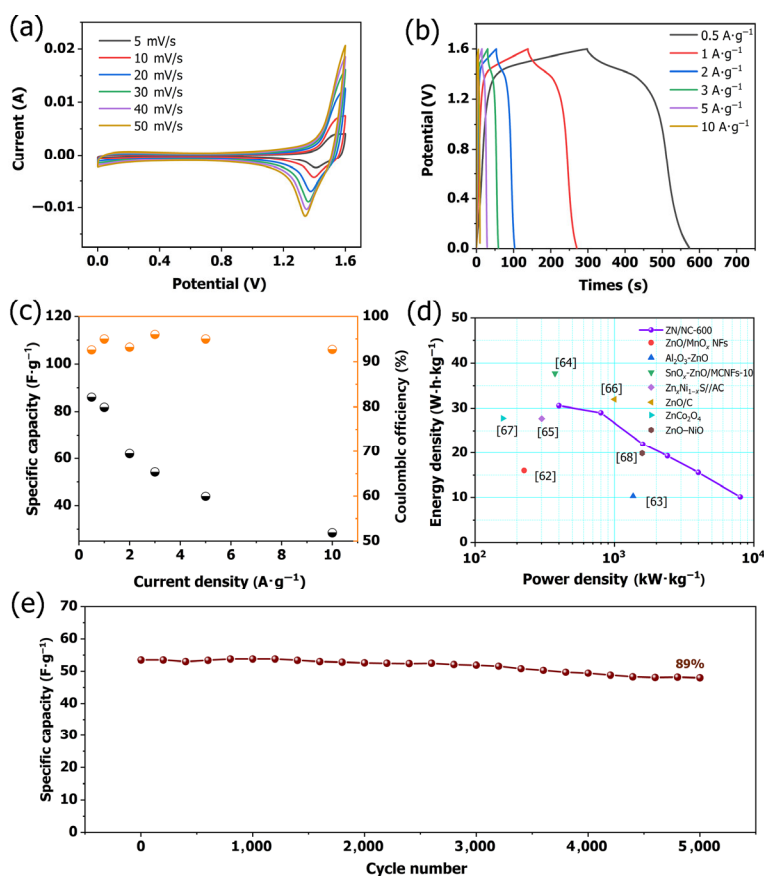 (a)
5 mV/s
10 mV/s
20 mV/s
30 mV/s
40 mV/s
50 mV/s
0.02
0.01
0.00
−0.01
Current (A)
0.0 0.4 0.8 1.2 1.6
Potential (V)
(b)
0.5 A·g⁻¹
1 A·g⁻¹
2 A·g⁻¹
3 A·g⁻¹
5 A·g⁻¹
10 A·g⁻¹
2.0
1.6
1.2
0.8
0.4
0.0
Potential (V)
0 100 200 300 400 500 600 700
Times (s)
(c)
120
100
80
60
40
Specific capacity (F·g⁻¹)
100
90
80
70
60
50
Coulombic officiency (%)
0 2 4 6 8 10
Current density (A·g⁻¹)
(d)
ZN/NC-600
ZnO/MnOₓ NFs
Al₂O₃-ZnO
SnOₓ-ZnO/MCNFs-10
ZnₓNi₁₋ₓS//AC
ZnO/C
ZnCo₂O₄
ZnO–NiO
[64]
[66]
[67]
[65]
[68]
[62]
[63]
50
40
30
20
10
0
Energy density (W·h·kg⁻¹)
10² 10³ 10⁴
Power density (kW·kg⁻¹)
(e)
70
60
50
40
30
20
10
0
Specific capacity (F·g⁻¹)
89%
0 1,000 2,000 3,000 4,000 5,000
Cycle number